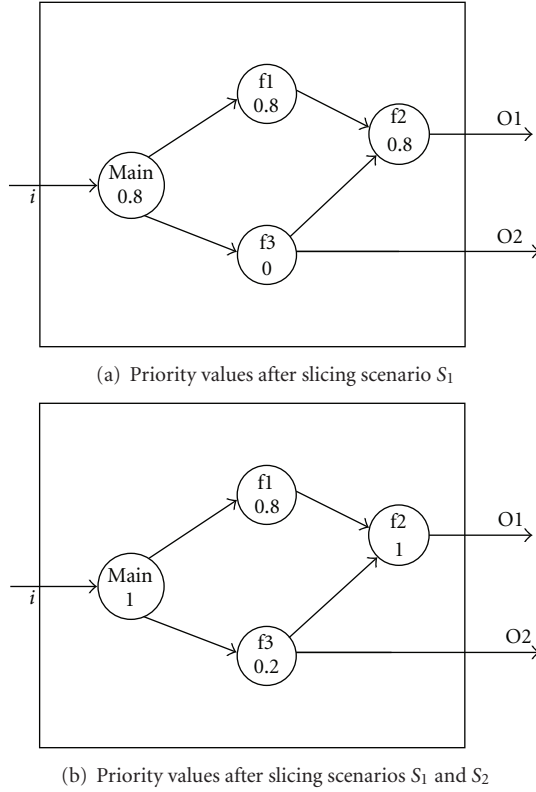 f1
0.8
f2
0.8
O1
Main
0.8
i
f3
0
O2
(a) Priority values after slicing scenario S1
f1
0.8
f2
1
O1
Main
1
i
f3
0.2
O2
(b) Priority values after slicing scenarios S1 and S2